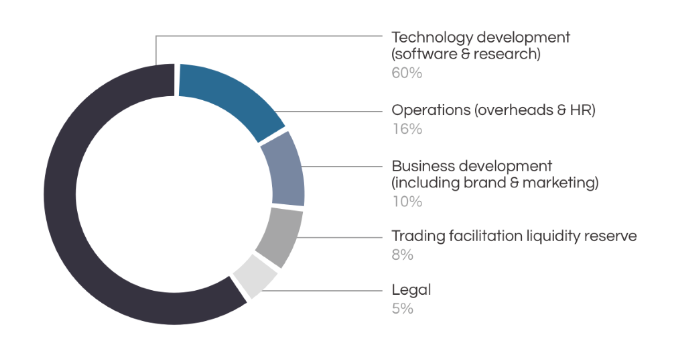 Technology development
(software & research)
60%
Operations (overheads & HR)
16%
Business development
(including brand & marketing)
10%
Trading facilitation liquidity reserve
8%
Legal
5%